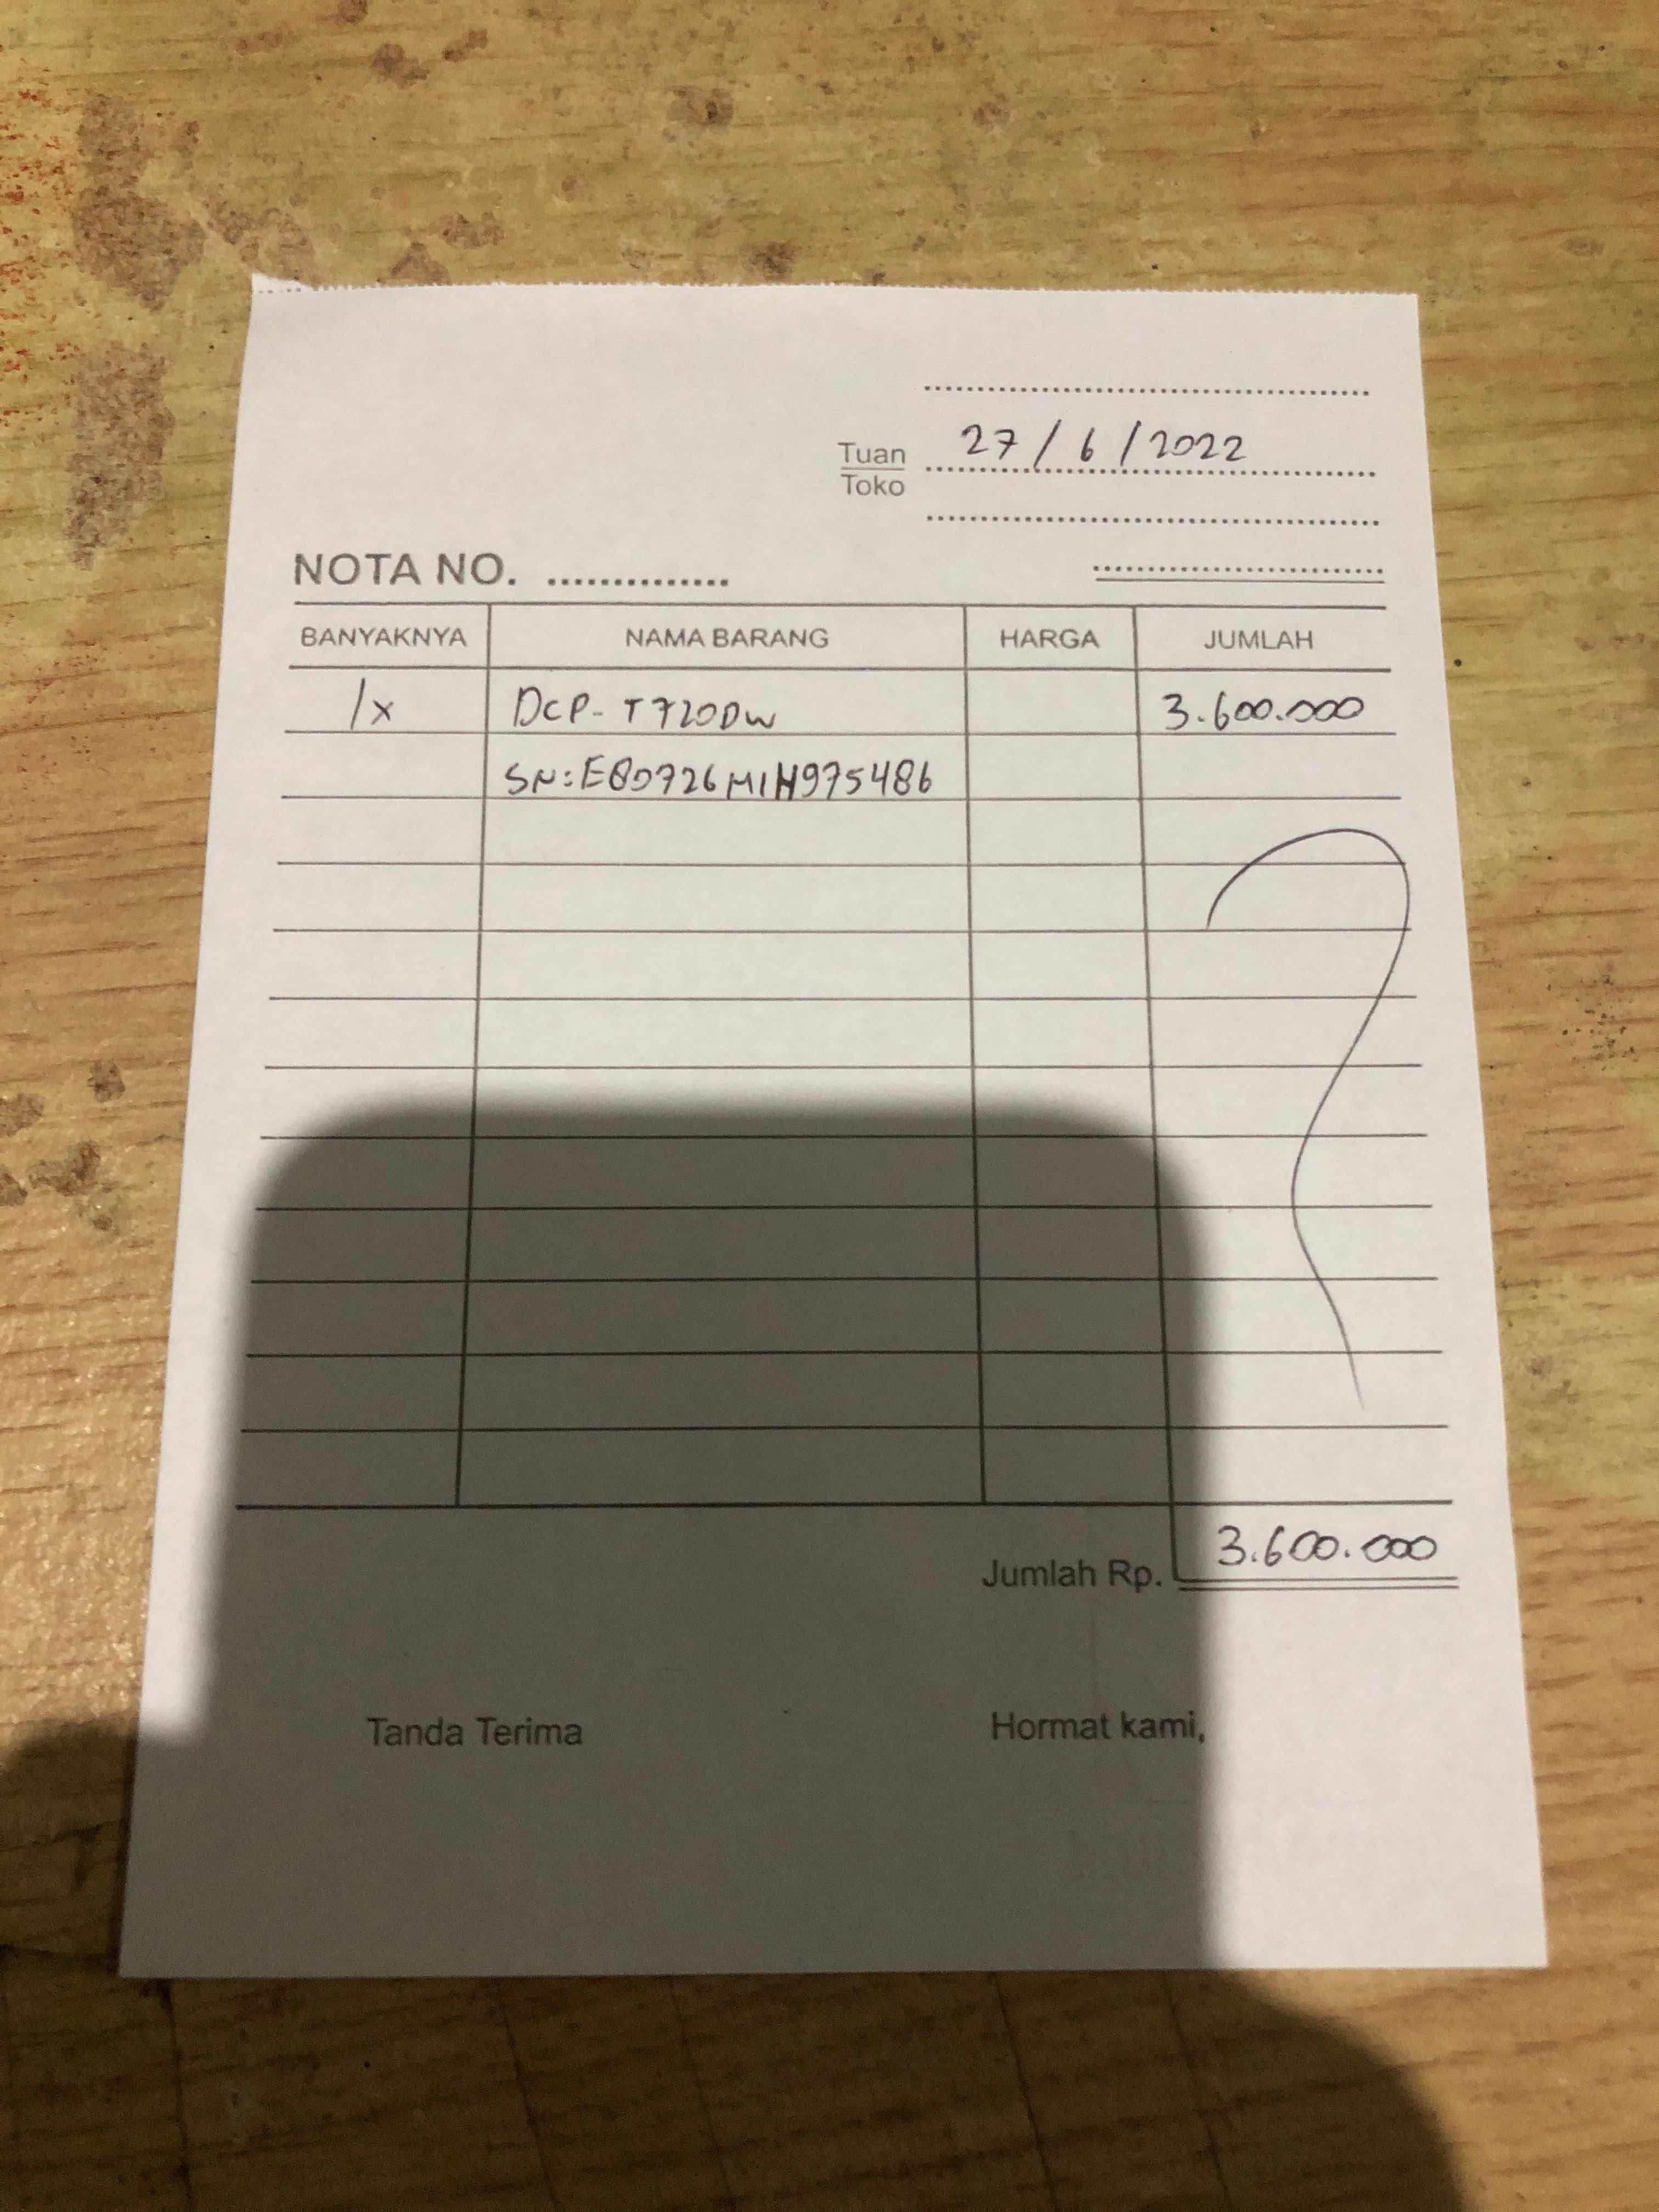 27/6/2022
Tuan
Toko
NOTA NO. ..............
BANYAKNYA NAMA BARANG HARGA JUMLAH
1x DCP-T720DW 3.600.000
SN:E80726M1H975486
Jumlah Rp. 3.600.000
Tanda Terima Hormat kami,